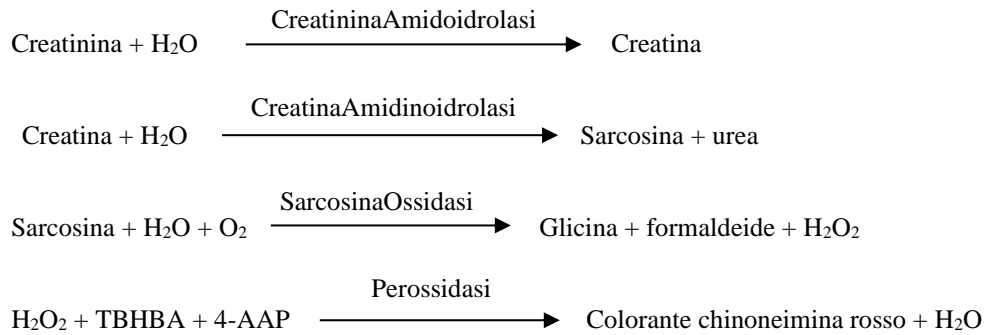 CreatininaAmidoidrolasi
Creatinina + H₂O Creatina
CreatinaAmidinoidrolasi
Creatina + H₂O Sarcosina + urea
SarcosinaOssidasi
Sarcosina + H₂O + O₂ Glicina + formaldeide + H₂O₂
Perossidasi
H₂O₂ + TBHBA + 4-AAP Colorante chinoneimina rosso + H₂O